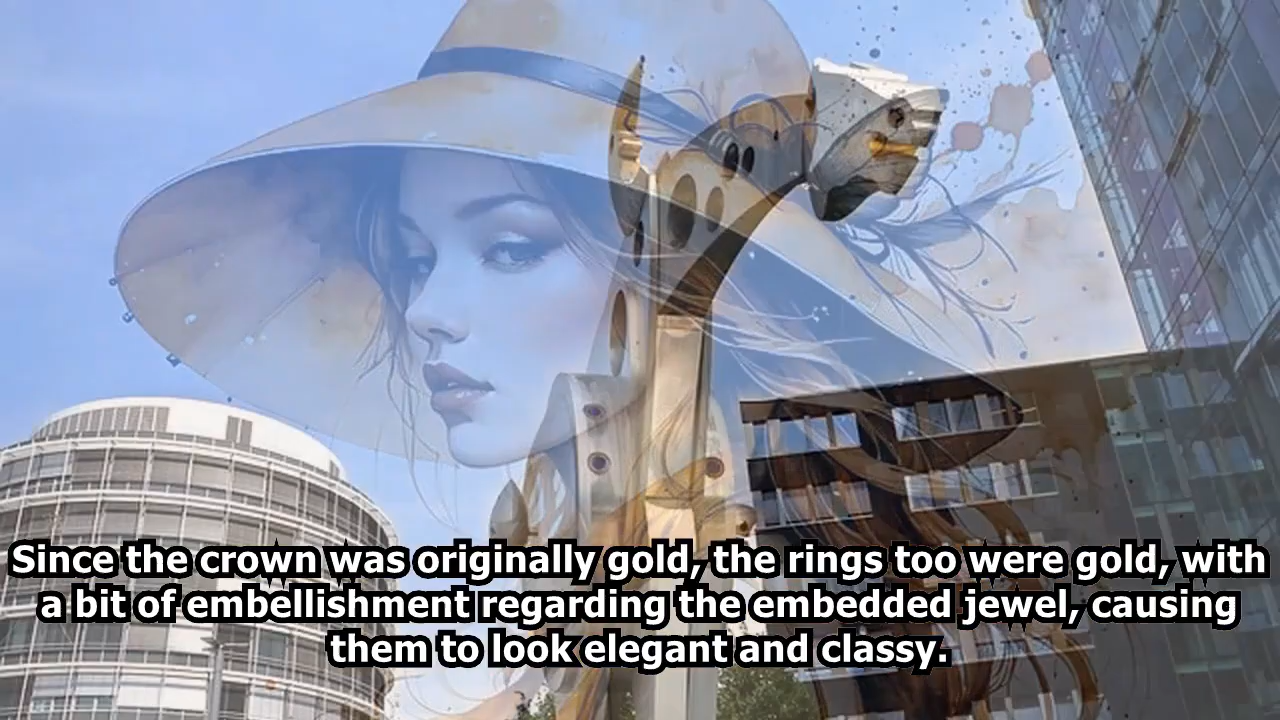 Since the crown was originally gold, the rings too were gold, with
a bit of embellishment regarding the embedded jewel, causing
them to look elegant and classy.